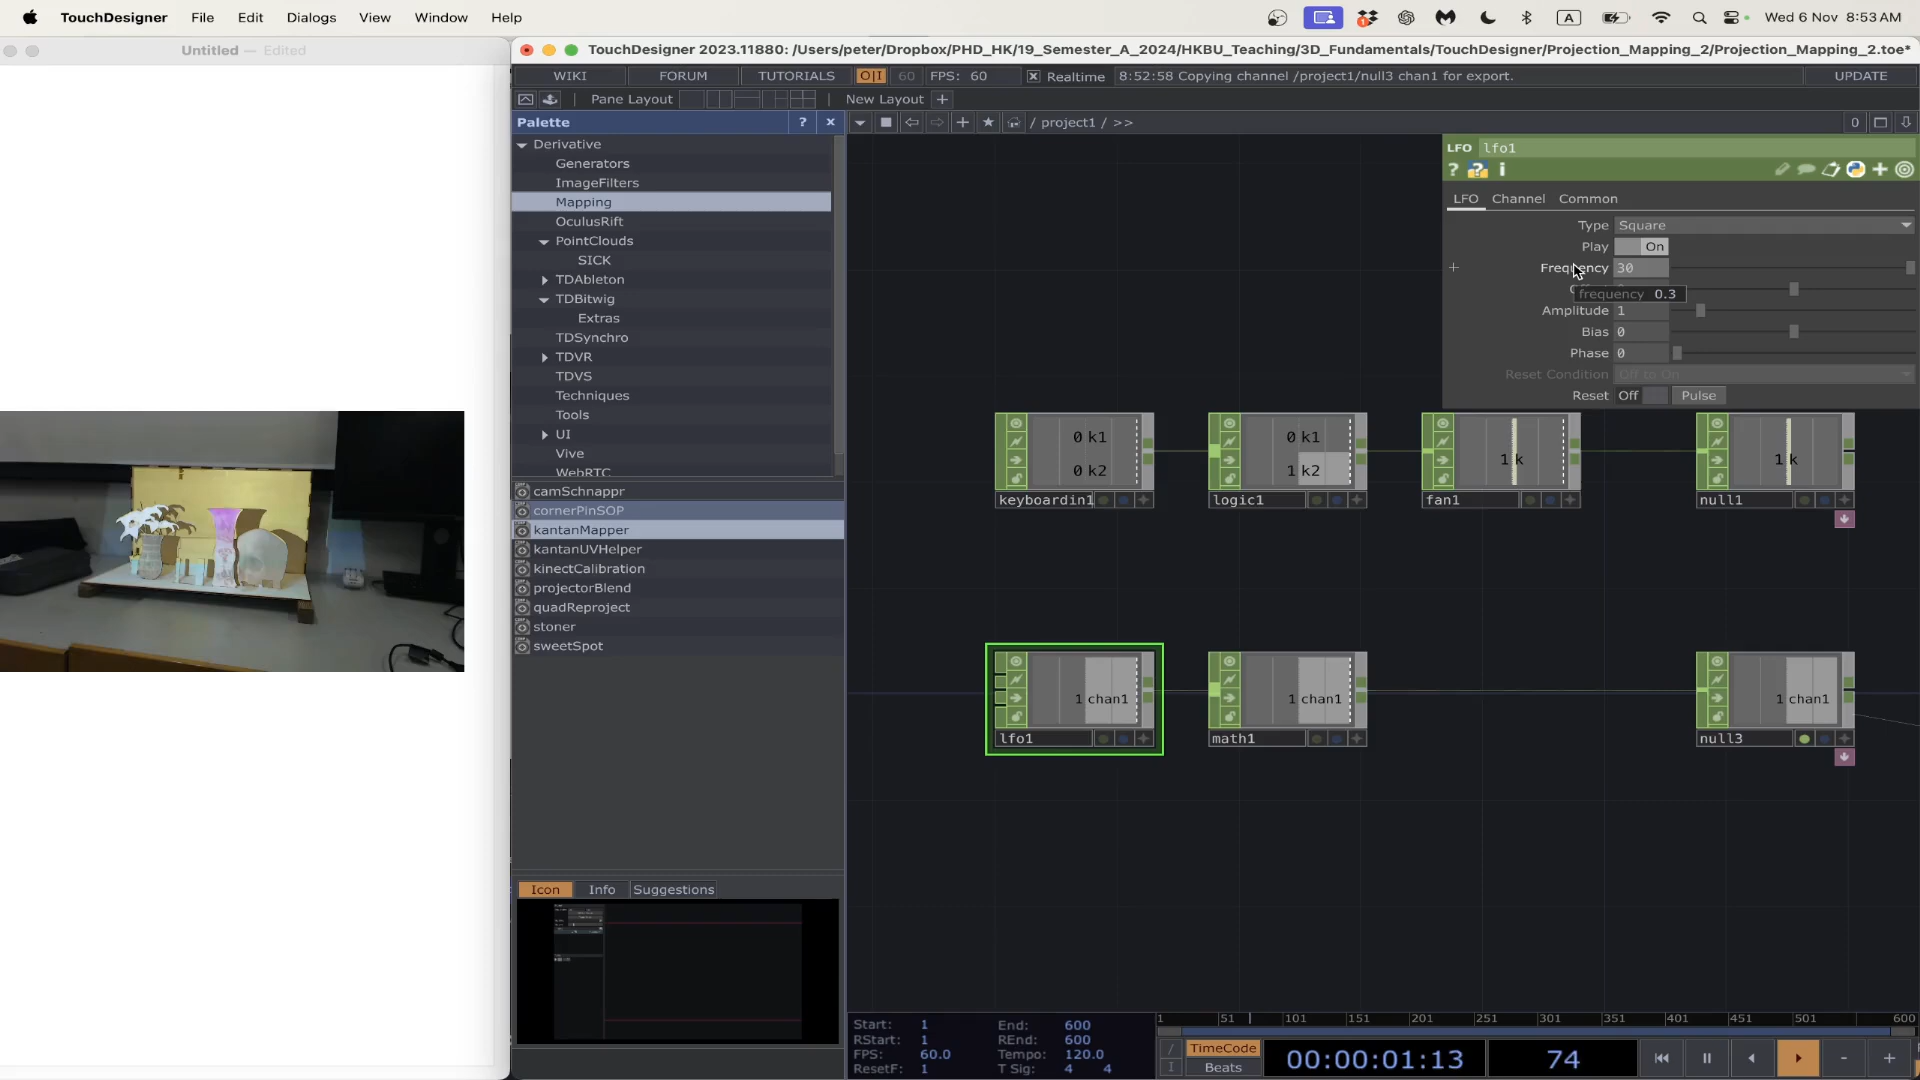 TouchDesigner File Edit Dialogs View Window Help
A Wed 6 Nov 8:53 AM
Untitled — Edited
TouchDesigner 2023.11880: /Users/peter/Dropbox/PHD_HK/19_Semester_A_2024/HKBU_Teaching/3D_Fundamentals/TouchDesigner/Projection_Mapping_2/Projection_Mapping_2.toe*
WIKI FORUM TUTORIALS O|I 60 FPS: 60 Realtime 8:52:58 Copying channel /project1/null3 chan1 for export. UPDATE
Pane Layout New Layout +
Palette ? x
/ project1 / >> 0
Derivative
Generators
ImageFilters
Mapping
OculusRift
PointClouds
SICK
TDAbleton
TDBitwig
Extras
TDSynchro
TDVR
TDVS
Techniques
Tools
UI
Vive
WebRTC
camSchnappr
cornerPinSOP
kantanMapper
kantanUVHelper
kinectCalibration
projectorBlend
quadReproject
stoner
sweetSpot
Icon Info Suggestions
LFO lfo1
? ? i
LFO Channel Common
Type Square
Play On
Frequency 30
frequency 0.3
Amplitude 1
Bias 0
Phase 0
Reset Condition Off to On
Reset Off Pulse
0 k1
0 k2
keyboardin1
0 k1
1 k2
logic1
1 k
fan1
1 k
null1
1 chan1
lfo1
1 chan1
math1
1 chan1
null3
Start: 1 End: 600
RStart: 1 REnd: 600
FPS: 60.0 Tempo: 120.0
ResetF: 1 T Sig: 4 4
1 51 101 151 201 251 301 351 401 451 501 600
TimeCode
Beats
00:00:01:13 74
- +